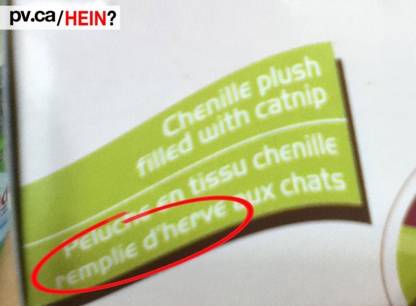 pv.ca/HEIN?
Chenille plush
filled with catnip
Peluche en tissu chenille
remplie d'herve aux chats